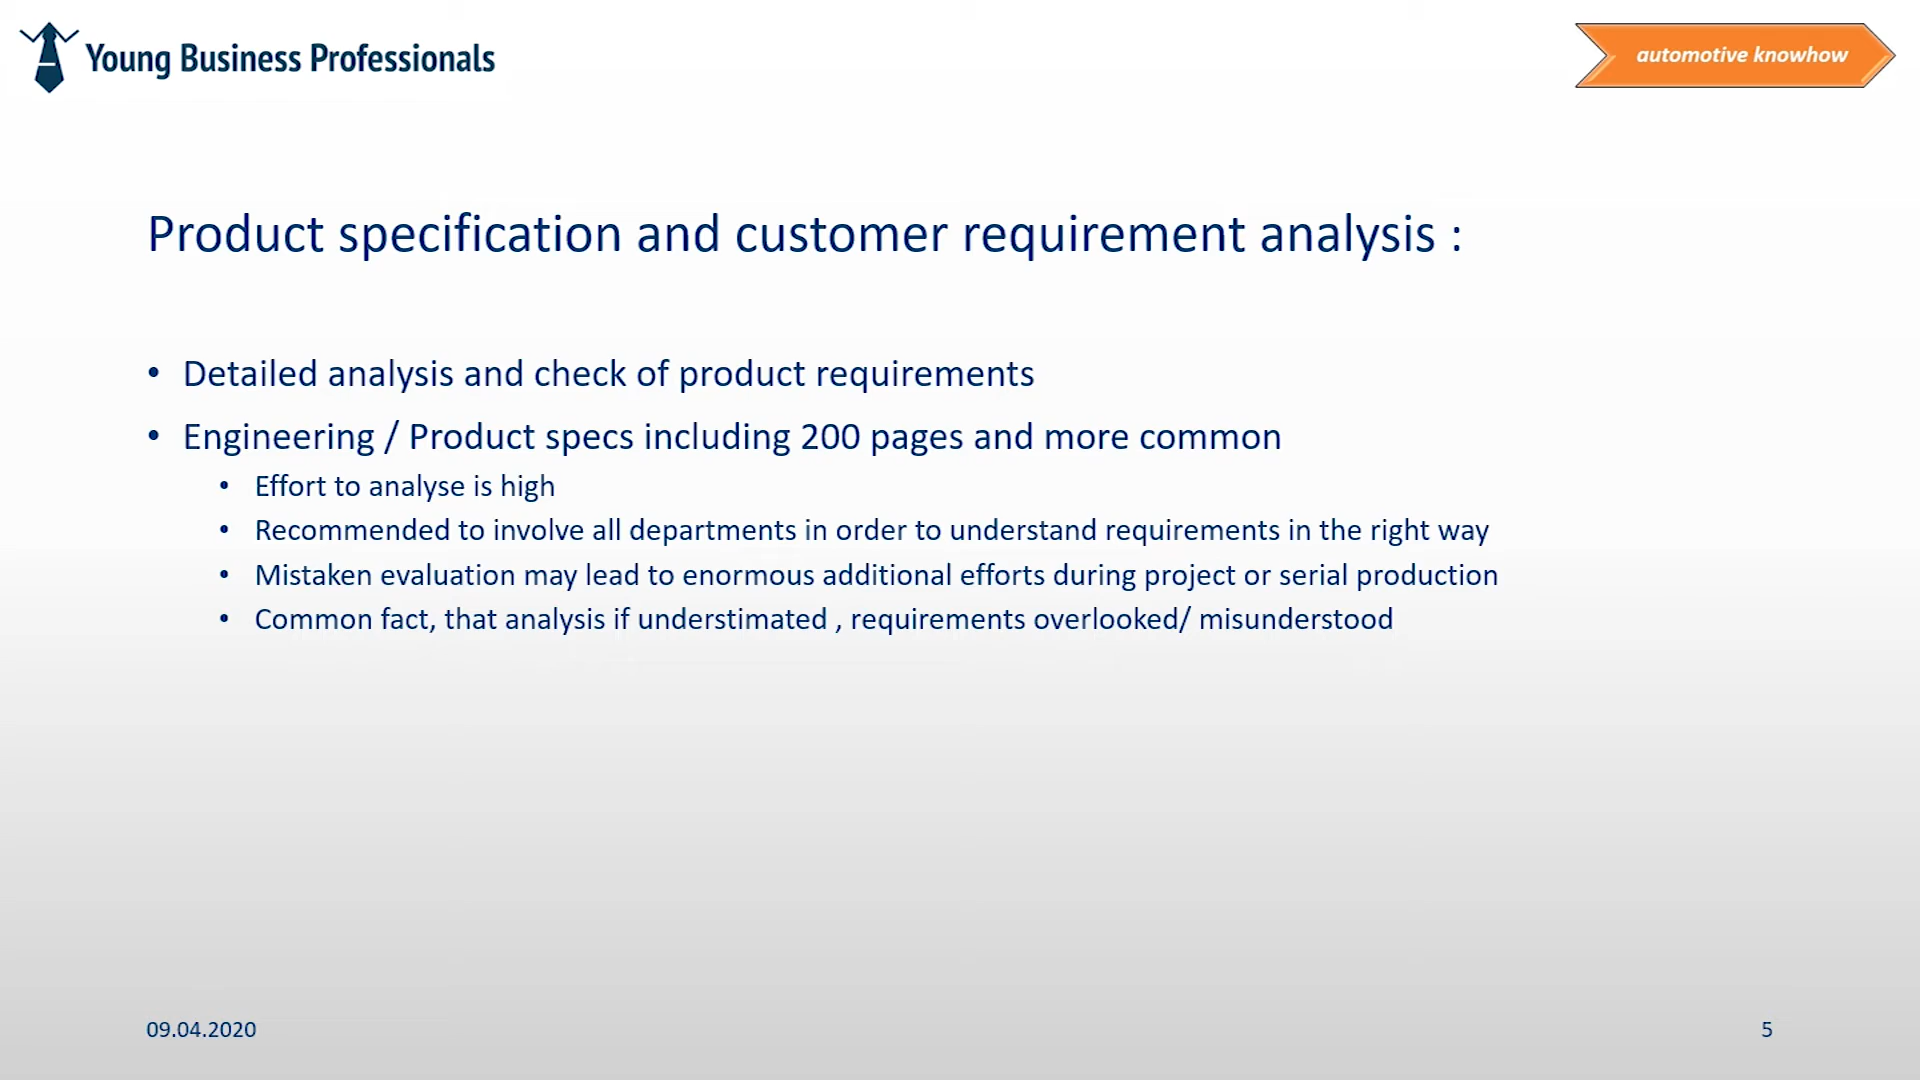 Young Business Professionals
automotive knowhow
Product specification and customer requirement analysis :
• Detailed analysis and check of product requirements
• Engineering / Product specs including 200 pages and more common
• Effort to analyse is high
• Recommended to involve all departments in order to understand requirements in the right way
• Mistaken evaluation may lead to enormous additional efforts during project or serial production
• Common fact, that analysis if understimated , requirements overlooked/ misunderstood
09.04.2020
5